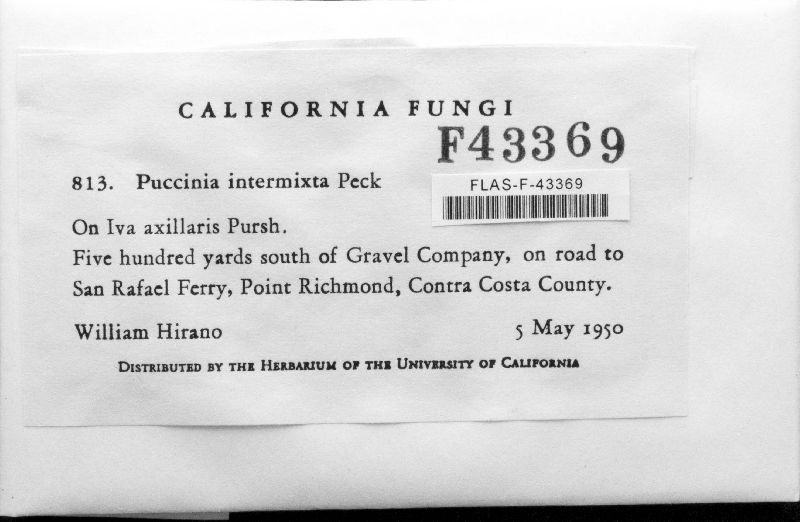 CALIFORNIA FUNGI
F43369
813. Puccinia intermixta Peck
FLAS-F-43369
On Iva axillaris Pursh.
Five hundred yards south of Gravel Company, on road to
San Rafael Ferry, Point Richmond, Contra Costa County.
William Hirano 5 May 1950
DISTRIBUTED BY THE HERBARIUM OF THE UNIVERSITY OF CALIFORNIA